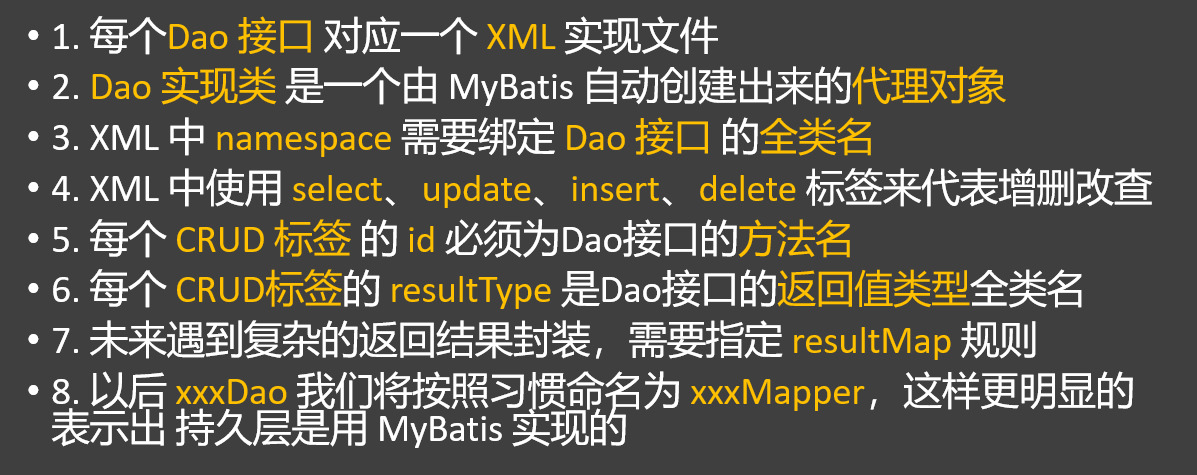 • 1. 每个Dao 接口 对应一个 XML 实现文件
• 2. Dao 实现类 是一个由 MyBatis 自动创建出来的代理对象
• 3. XML 中 namespace 需要绑定 Dao 接口 的全类名
• 4. XML 中使用 select、update、insert、delete 标签来代表增删改查
• 5. 每个 CRUD 标签 的 id 必须为Dao接口的方法名
• 6. 每个 CRUD标签的 resultType 是Dao接口的返回值类型全类名
• 7. 未来遇到复杂的返回结果封装，需要指定 resultMap 规则
• 8. 以后 xxxDao 我们将按照习惯命名为 xxxMapper，这样更明显的
表示出 持久层是用 MyBatis 实现的